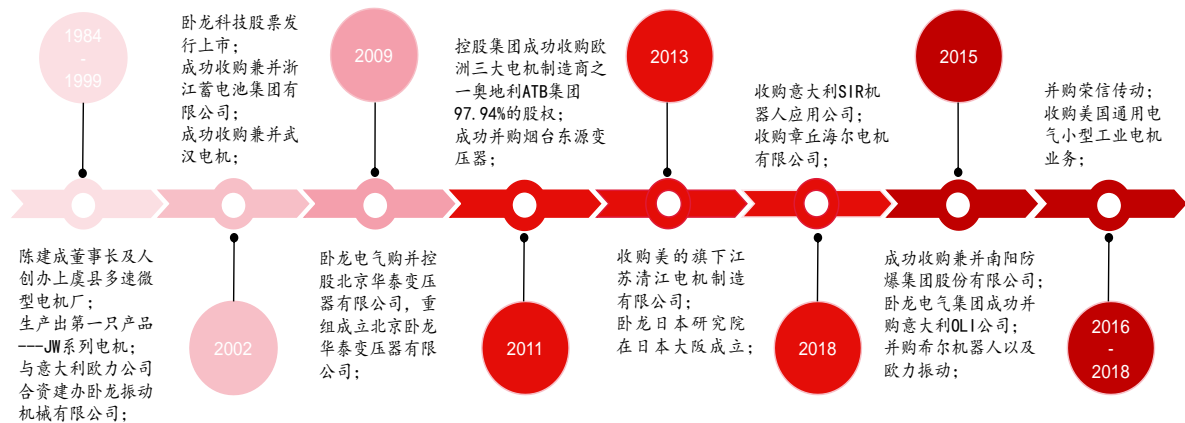 1984
-
1999
陈建成董事长及人
创办上虞县多速微
型电机厂；
生产出第一只产品
---JW系列电机；
与意大利欧力公司
合资建办卧龙振动
机械有限公司；
卧龙科技股票发
行上市；
成功收购兼并浙
江蓄电池集团有
限公司；
成功收购兼并武
汉电机；
2002
2009
卧龙电气购并控
股北京华泰变压
器有限公司，重
组成立北京卧龙
华泰变压器有限
公司；
控股集团成功收购欧
洲三大电机制造商之
一奥地利ATB集团
97.94%的股权；
成功并购烟台东源变
压器；
2011
2013
收购美的旗下江
苏清江电机制造
有限公司；
卧龙日本研究院
在日本大阪成立；
收购意大利SIR机
器人应用公司；
收购章丘海尔电机
有限公司；
2018
2015
成功收购兼并南阳防
爆集团股份有限公司；
卧龙电气集团成功并
购意大利OLI公司；
并购希尔机器人以及
欧力振动；
并购荣信传动；
收购美国通用电
气小型工业电机
业务；
2016
-
2018